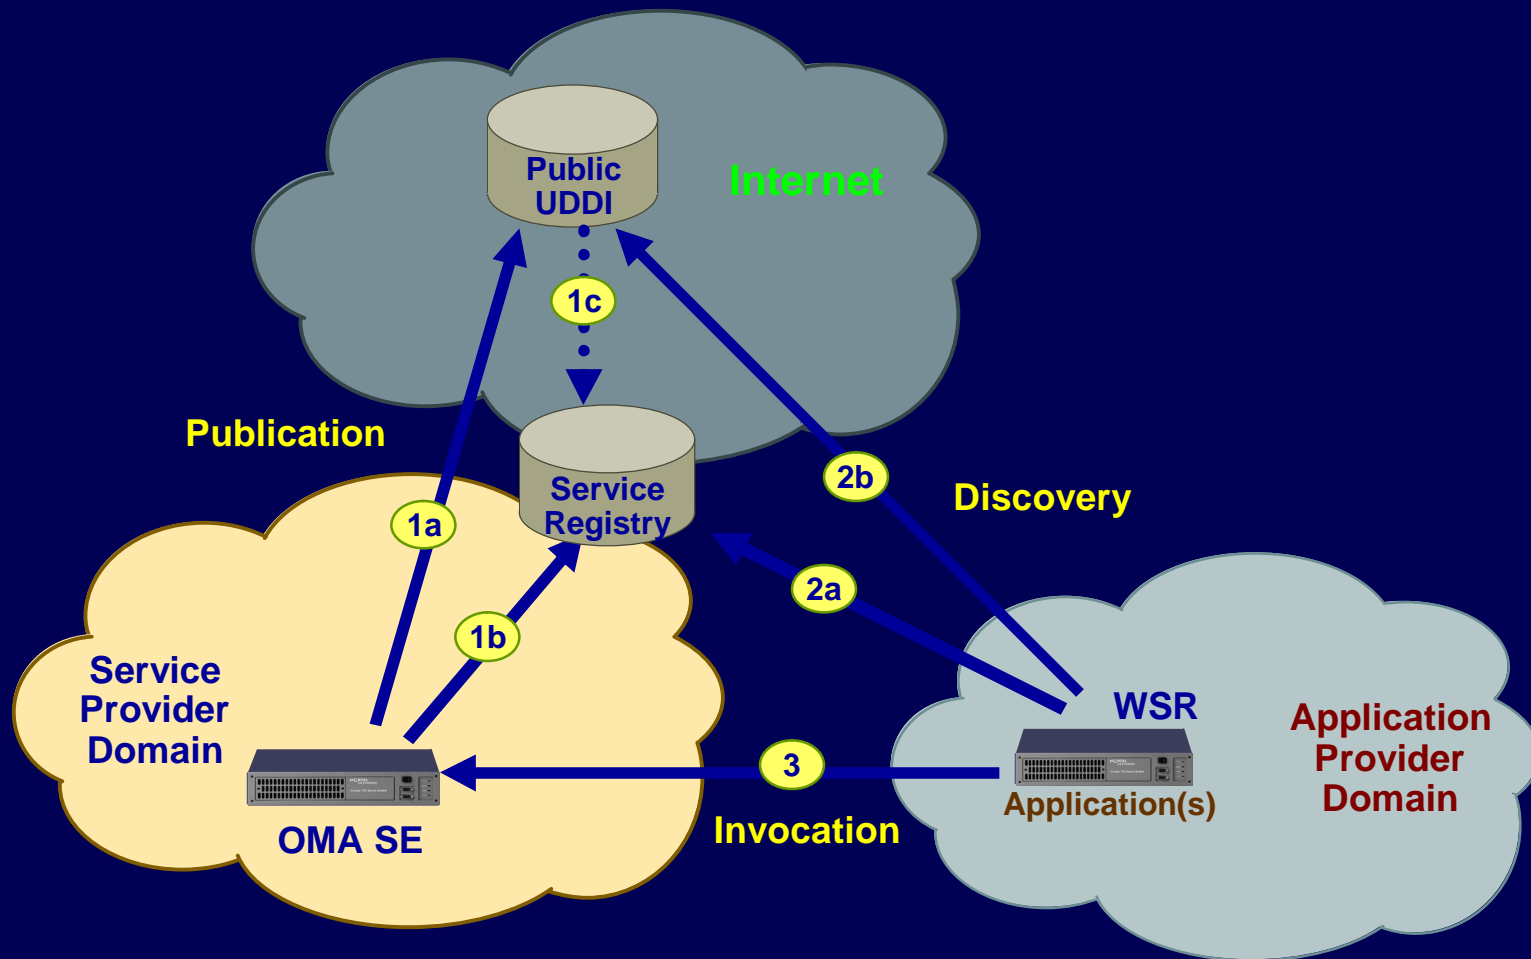 Public
UDDI
Internet
1c
Publication
Service
Registry
2b
Discovery
1a
2a
1b
Service
Provider
Domain
WSR
Application
Provider
Domain
3
Application(s)
Invocation
OMA SE